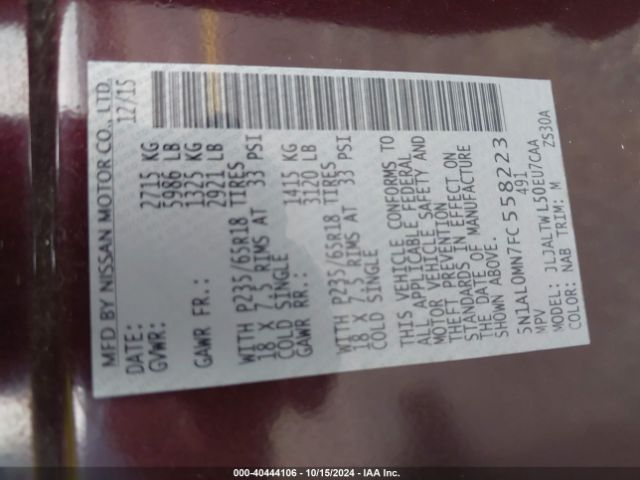 MFD BY NISSAN MOTOR CO., LTD.
DATE: 12/15
GVWR: 2715 KG
5986 LB
GAWR FR.: 1325 KG
2921 LB
WITH P235/65R18 TIRES
18 X 7.5 RIMS AT 33 PSI
COLD SINGLE
GAWR RR.: 1415 KG
3120 LB
WITH P235/65R18 TIRES
18 X 7.5 RIMS AT 33 PSI
COLD SINGLE
THIS VEHICLE CONFORMS TO
ALL APPLICABLE FEDERAL
MOTOR VEHICLE SAFETY AND
THEFT PREVENTION
STANDARDS IN EFFECT ON
THE DATE OF MANUFACTURE
SHOWN ABOVE.
5N1AL0MN7FC558223
MPV 491
MODEL: JLJALTWL50EU7CAA
COLOR: NAB TRIM: M ZS30A
**500-40444106 - 10/15/2024 - IAA Inc.